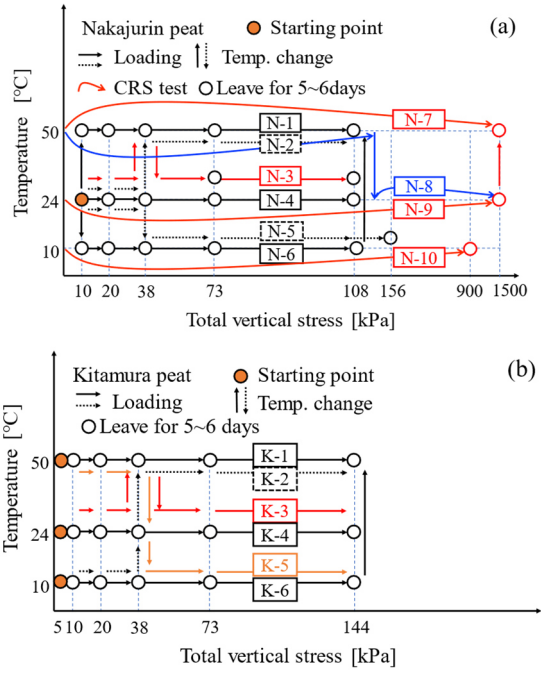 (a)
Nakajurin peat
Starting point
Loading
Temp. change
CRS test
Leave for 5~6days
Temperature [℃]
50
24
10
N-1
N-2
N-3
N-4
N-5
N-6
N-7
N-8
N-9
N-10
10 20 38 73 108 156 900 1500
Total vertical stress [kPa]
(b)
Kitamura peat
Starting point
Loading
Temp. change
Leave for 5~6 days
Temperature [℃]
50
24
10
K-1
K-2
K-3
K-4
K-5
K-6
5 10 20 38 73 144
Total vertical stress [kPa]